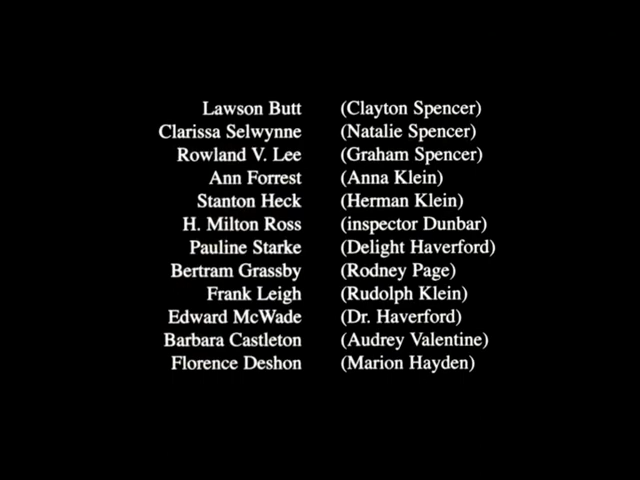 Lawson Butt (Clayton Spencer)
Clarissa Selwynne (Natalie Spencer)
Rowland V. Lee (Graham Spencer)
Ann Forrest (Anna Klein)
Stanton Heck (Herman Klein)
H. Milton Ross (inspector Dunbar)
Pauline Starke (Delight Haverford)
Bertram Grassby (Rodney Page)
Frank Leigh (Rudolph Klein)
Edward McWade (Dr. Haverford)
Barbara Castleton (Audrey Valentine)
Florence Deshon (Marion Hayden)